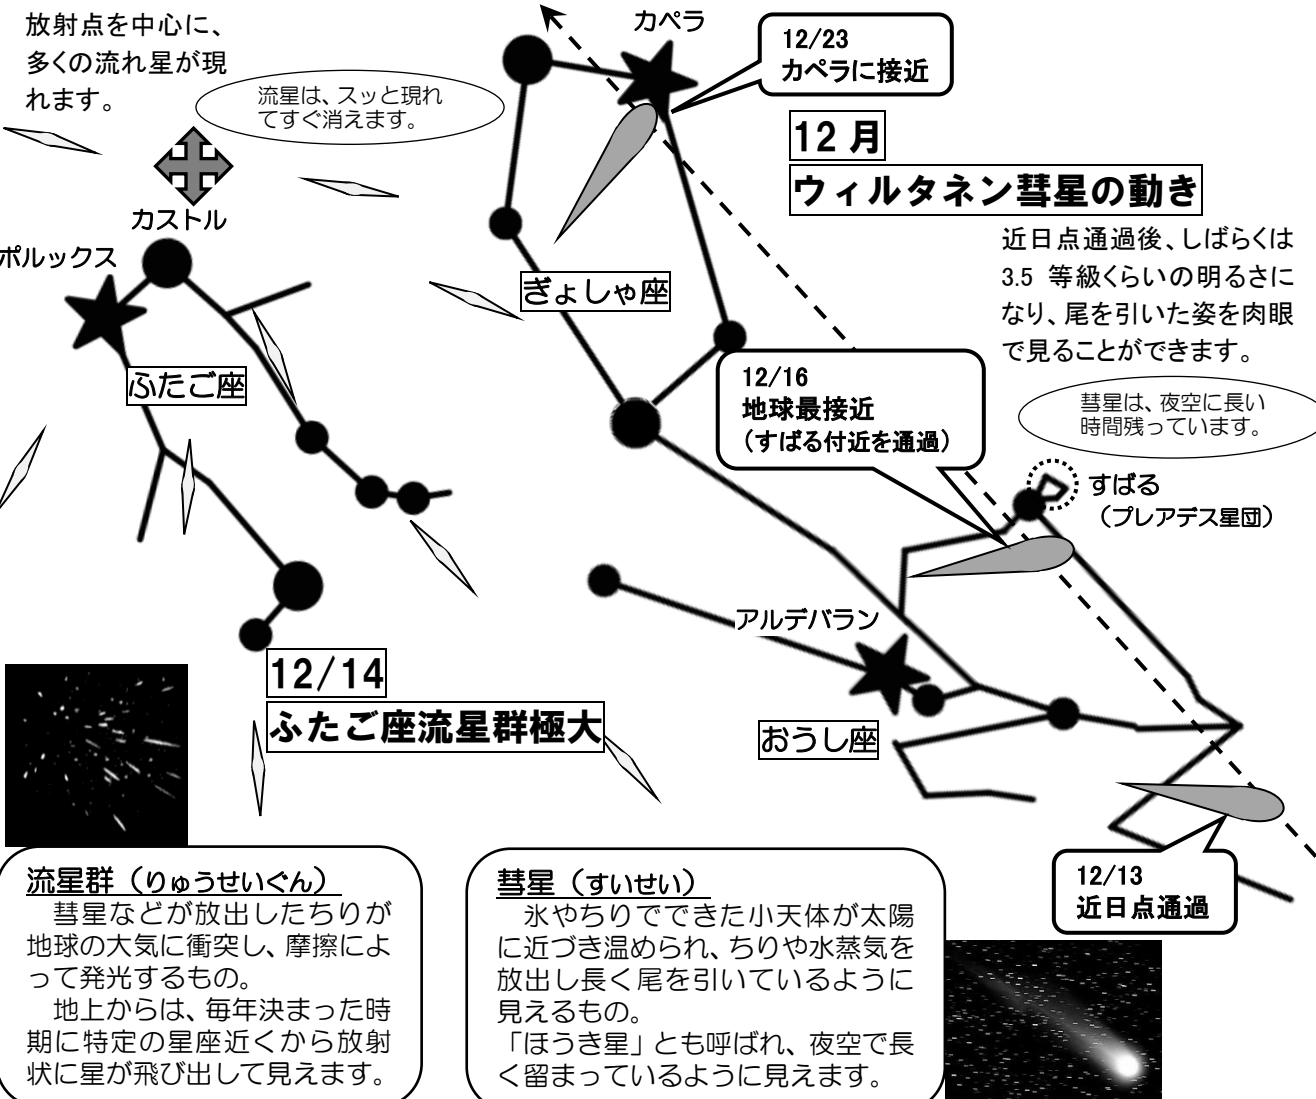 放射点を中心に、
多くの流れ星が現
れます。
流星は、スッと現れ
てすぐ消えます。
カストル
ポルックス
ふたご座
カペラ
12/23
カペラに接近
12 月
ウィルタネン彗星の動き
近日点通過後、しばらくは
3.5 等級くらいの明るさに
なり、尾を引いた姿を肉眼
で見ることができます。
ぎょしゃ座
12/16
地球最接近
（すばる付近を通過）
彗星は、夜空に長い
時間残っています。
すばる
（プレアデス星団）
アルデバラン
おうし座
12/14
ふたご座流星群極大
12/13
近日点通過
流星群（りゅうせいぐん）
彗星などが放出したちりが
地球の大気に衝突し、摩擦によ
って発光するもの。
地上からは、毎年決まった時
期に特定の星座近くから放射
状に星が飛び出して見えます。
彗星（すいせい）
氷やちりでできた小天体が太陽
に近づき温められ、ちりや水蒸気を
放出し長く尾を引いているように
見えるもの。
「ほうき星」とも呼ばれ、夜空で長
く留まっているように見えます。